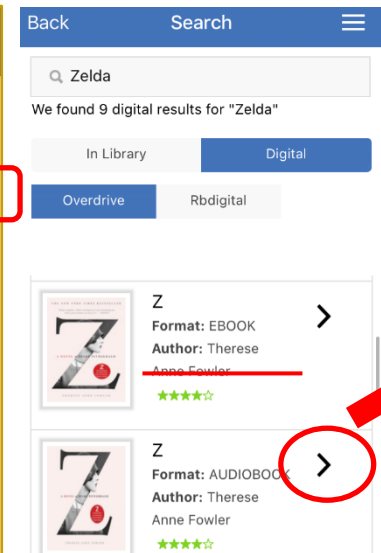 Back Search
Zelda
We found 9 digital results for "Zelda"
In Library Digital
Overdrive Rbdigital
Z
Format: EBOOK
Author: Therese
Anne Fowler
Z
Format: AUDIOBOOK
Author: Therese
Anne Fowler